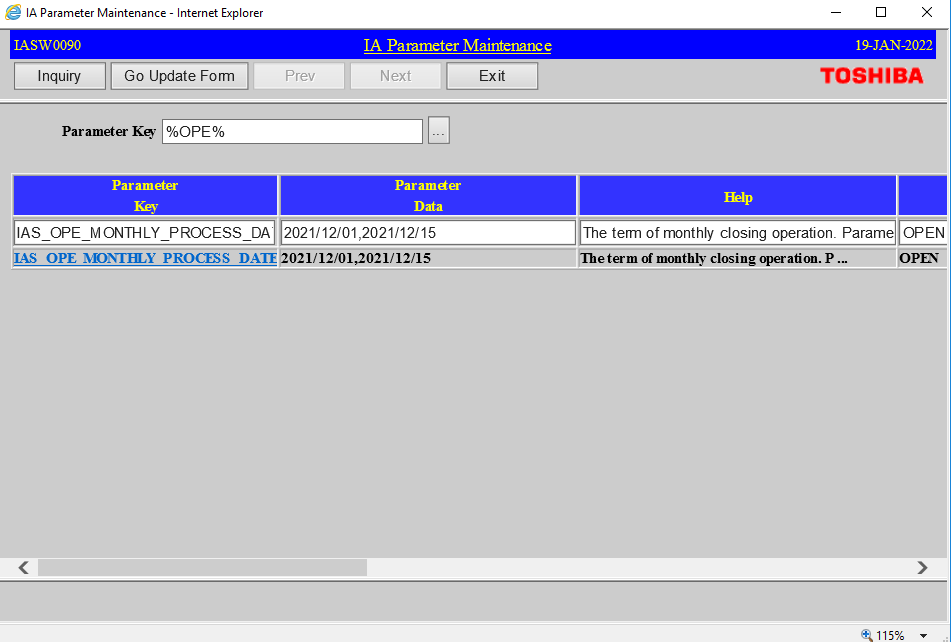 IA Parameter Maintenance - Internet Explorer
IASW0090 IA Parameter Maintenance 19-JAN-2022
Inquiry Go Update Form Prev Next Exit TOSHIBA
Parameter Key %OPE% ...
Parameter Key Parameter Data Help
IAS_OPE_MONTHLY_PROCESS_DA 2021/12/01,2021/12/15 The term of monthly closing operation. Parame OPEN
IAS_OPE_MONTHLY_PROCESS_DATE 2021/12/01,2021/12/15 The term of monthly closing operation. P ... OPEN
115%